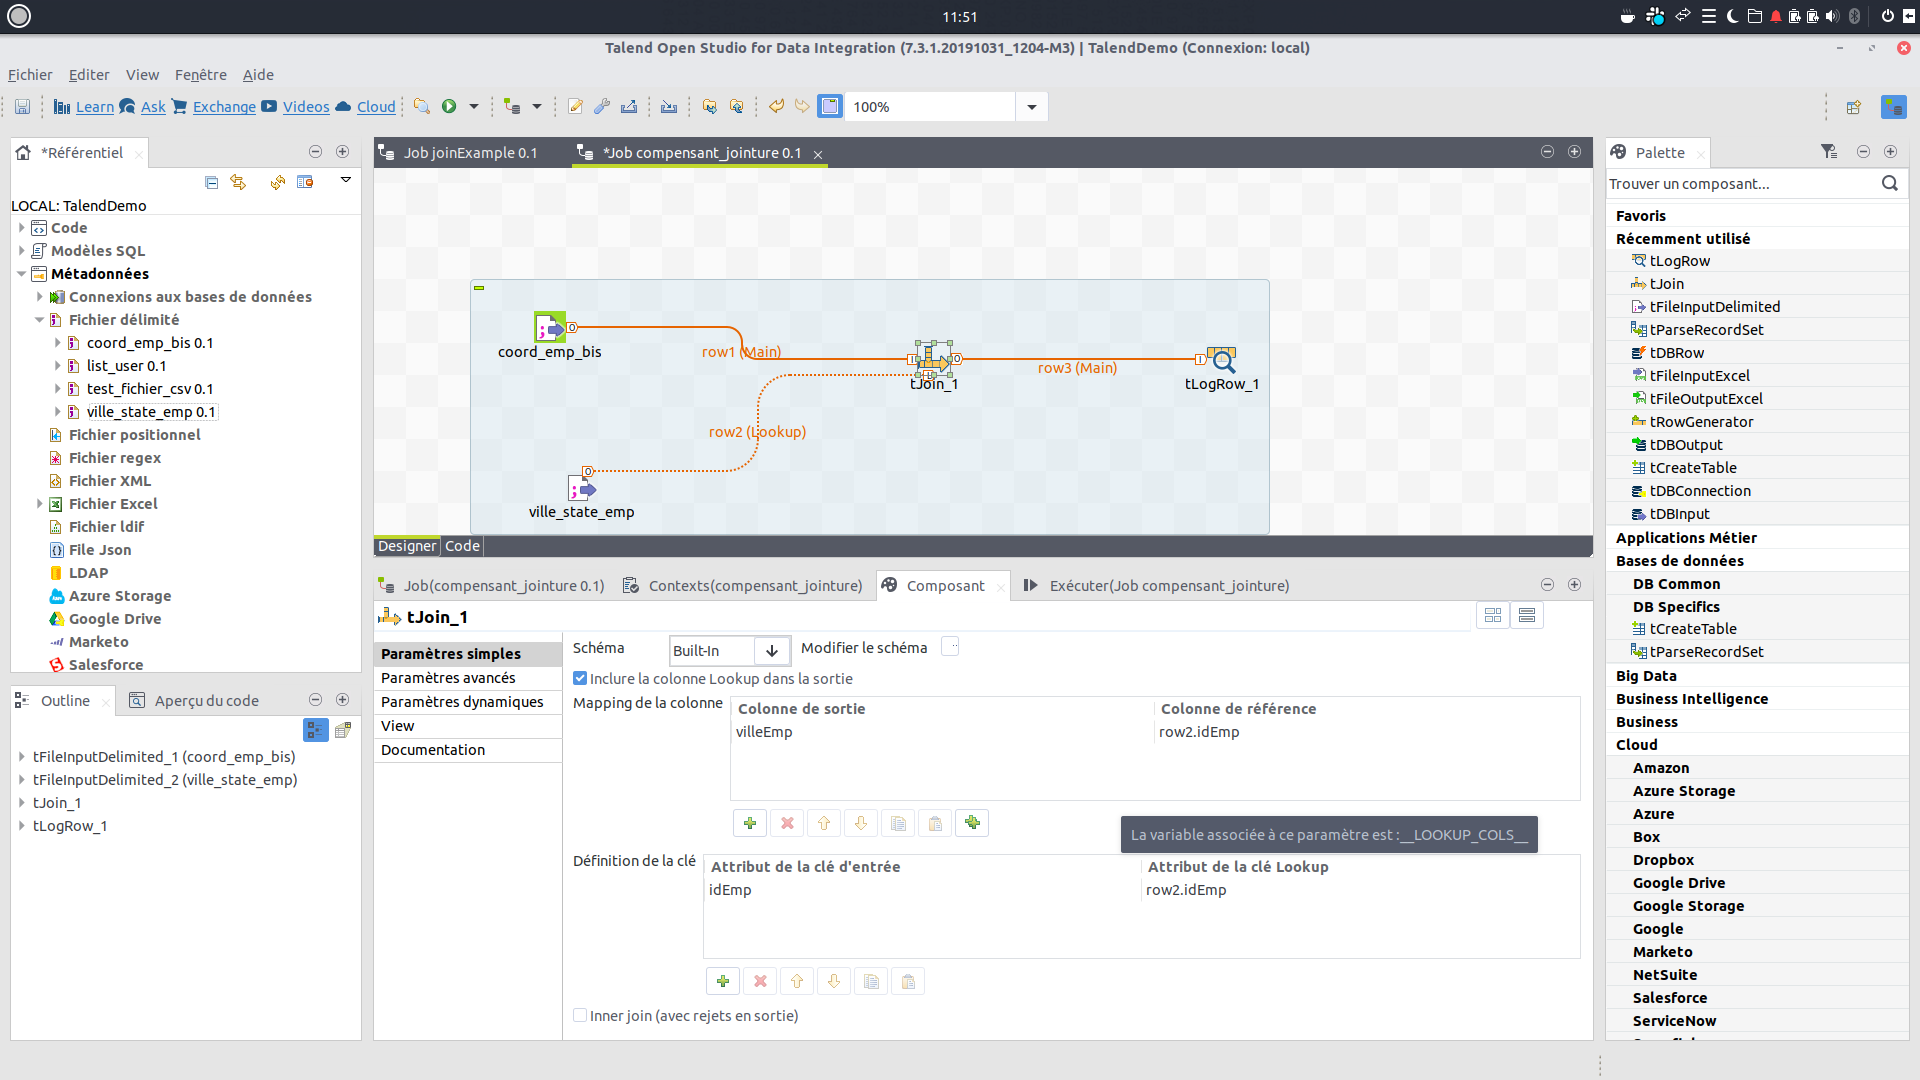 11:51
Talend Open Studio for Data Integration (7.3.1.20191031_1204-M3) | TalendDemo (Connexion: local)
Fichier Editer View Fenêtre Aide
Learn Ask Exchange Videos Cloud 100%
*Référentiel
LOCAL: TalendDemo
Code
Modèles SQL
Métadonnées
Connexions aux bases de données
Fichier délimité
coord_emp_bis 0.1
list_user 0.1
test_fichier_csv 0.1
ville_state_emp 0.1
Fichier positionnel
Fichier regex
Fichier XML
Fichier Excel
Fichier ldif
File Json
LDAP
Azure Storage
Google Drive
Marketo
Salesforce
Outline Aperçu du code
tFileInputDelimited_1 (coord_emp_bis)
tFileInputDelimited_2 (ville_state_emp)
tJoin_1
tLogRow_1
Job joinExample 0.1 *Job compensant_jointure 0.1
coord_emp_bis
row1 (Main)
tJoin_1
row3 (Main)
tLogRow_1
row2 (Lookup)
ville_state_emp
Designer Code
Job(compensant_jointure 0.1) Contexts(compensant_jointure) Composant Exécuter(Job compensant_jointure)
tJoin_1
Paramètres simples
Paramètres avancés
Paramètres dynamiques
View
Documentation
Schéma Built-In Modifier le schéma
Inclure la colonne Lookup dans la sortie
Mapping de la colonne Colonne de sortie Colonne de référence
villeEmp row2.idEmp
La variable associée à ce paramètre est :__LOOKUP_COLS__
Définition de la clé Attribut de la clé d'entrée Attribut de la clé Lookup
idEmp row2.idEmp
Inner join (avec rejets en sortie)
Palette
Trouver un composant...
Favoris
Récemment utilisé
tLogRow
tJoin
tFileInputDelimited
tParseRecordSet
tDBRow
tFileInputExcel
tFileOutputExcel
tRowGenerator
tDBOutput
tCreateTable
tDBConnection
tDBInput
Applications Métier
Bases de données
DB Common
DB Specifics
tCreateTable
tParseRecordSet
Big Data
Business Intelligence
Business
Cloud
Amazon
Azure Storage
Azure
Box
Dropbox
Google Drive
Google Storage
Google
Marketo
NetSuite
Salesforce
ServiceNow